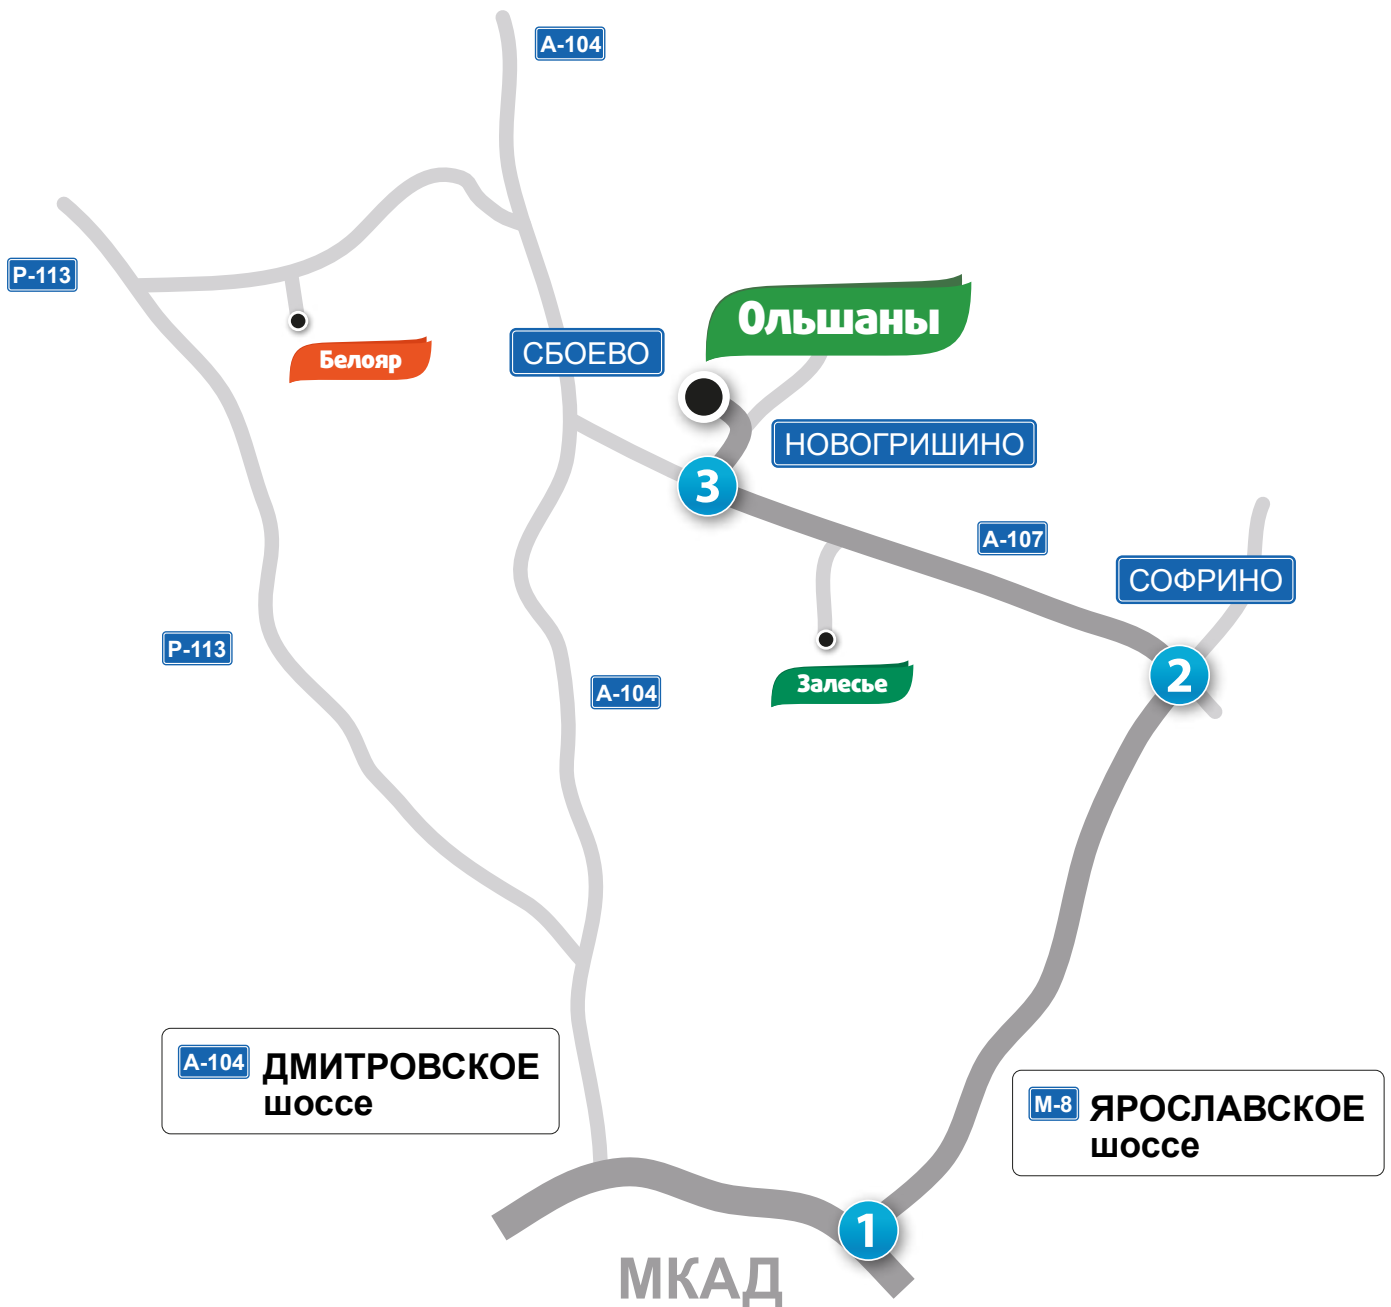 А-104
Р-113
Ольшаны
СБОЕВО
Белояр
НОВОГРИШИНО
3
А-107
СОФРИНО
Р-113
2
Залесье
А-104
А-104 ДМИТРОВСКОЕ
шоссе
М-8 ЯРОСЛАВСКОЕ
шоссе
1
МКАД